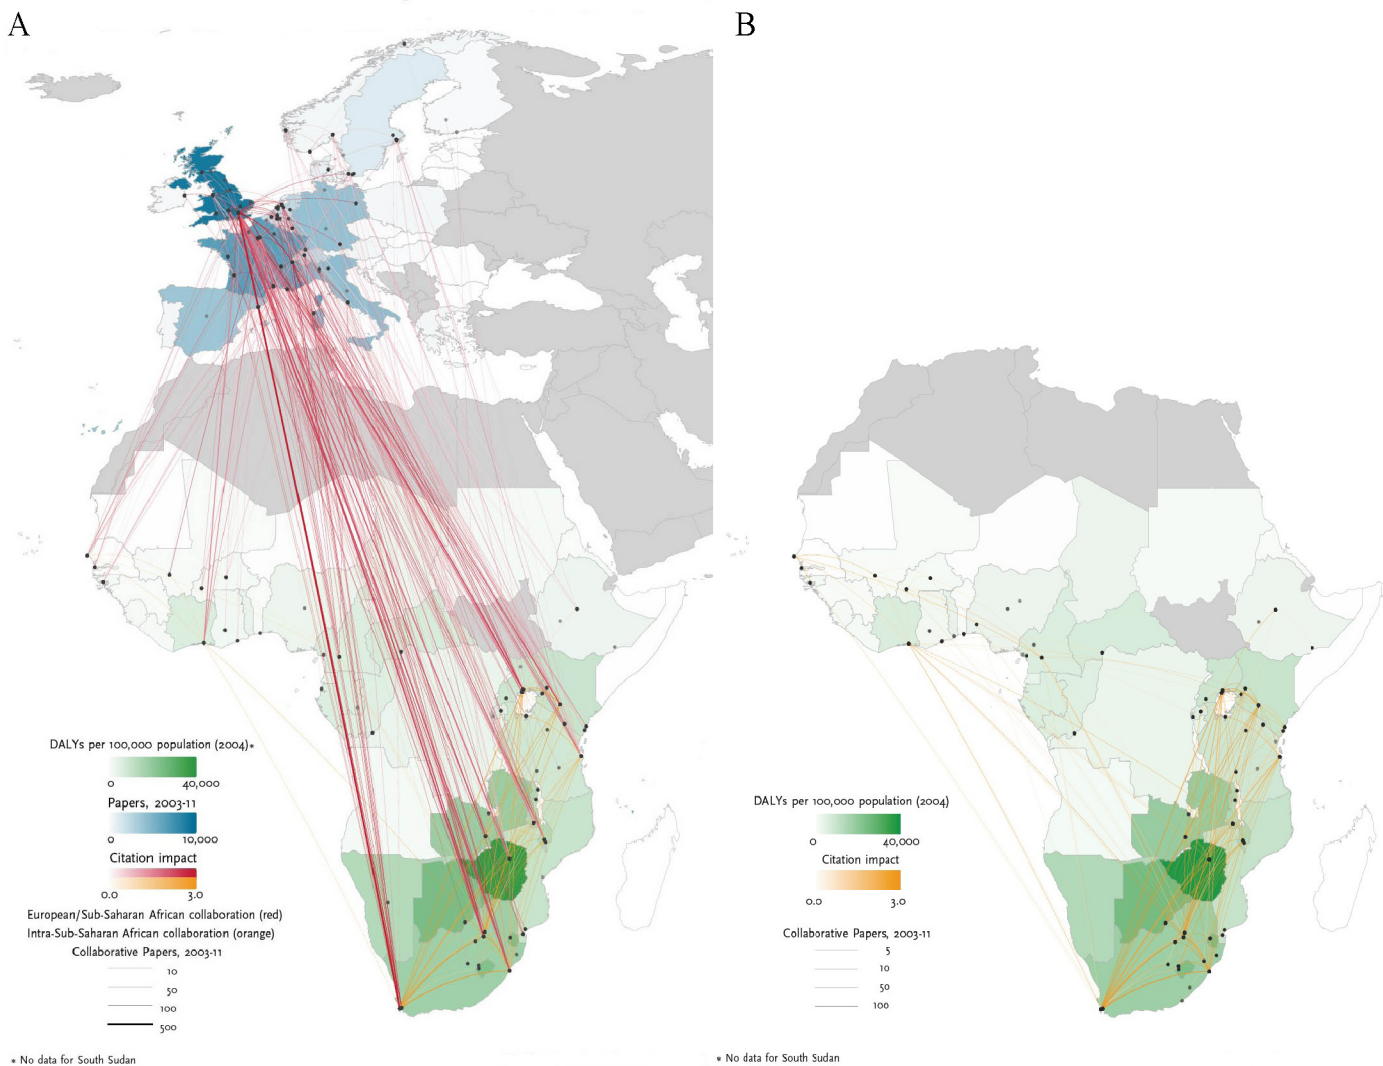 A
B
DALYs per 100,000 population (2004)*
0 40,000
Papers, 2003-11
0 10,000
Citation impact
0.0 3.0
European/Sub-Saharan African collaboration (red)
Intra-Sub-Saharan African collaboration (orange)
Collaborative Papers, 2003-11
10
50
100
500
* No data for South Sudan
DALYs per 100,000 population (2004)
0 40,000
Citation impact
0.0 3.0
Collaborative Papers, 2003-11
5
10
50
100
* No data for South Sudan